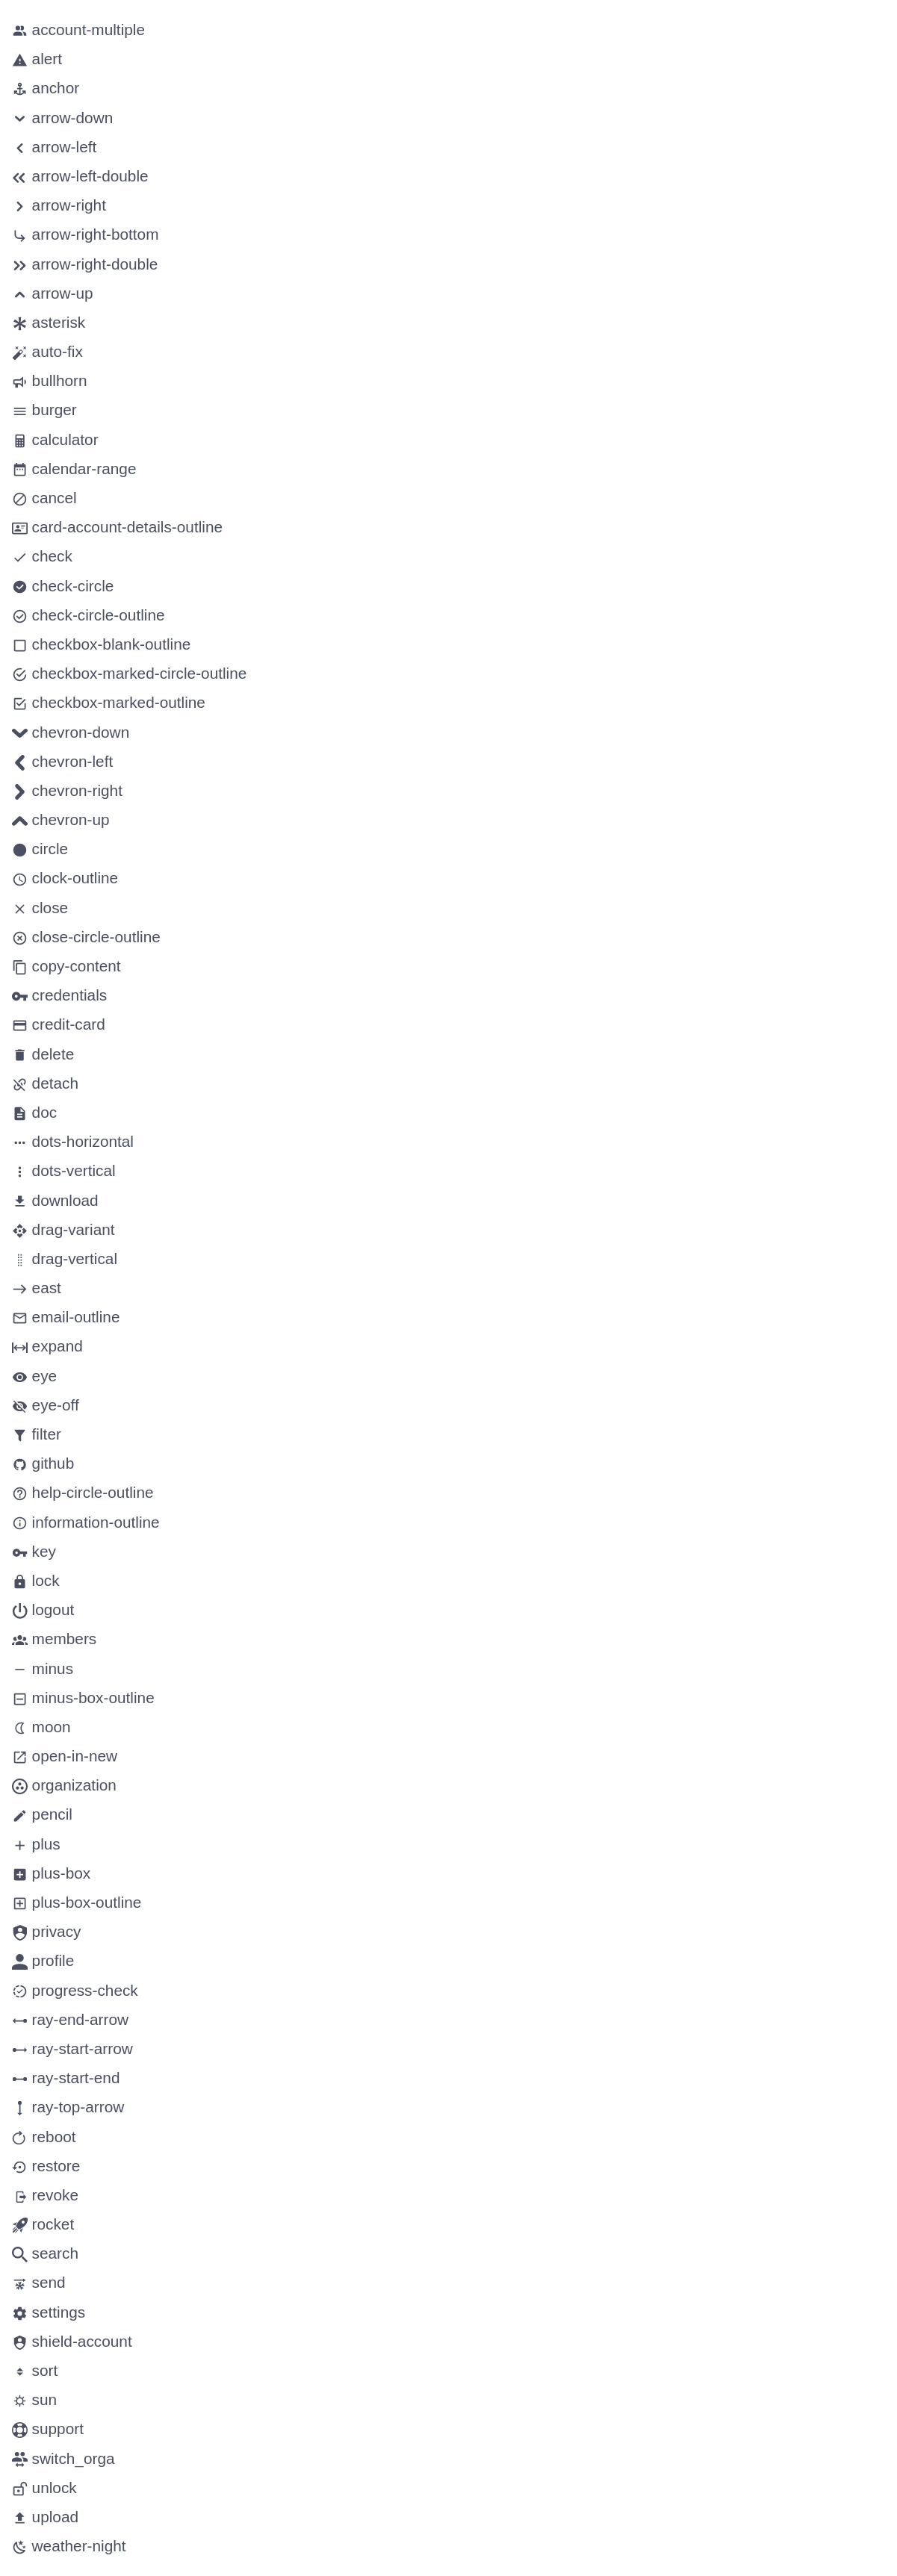 account-multiple
alert
anchor
arrow-down
arrow-left
arrow-left-double
arrow-right
arrow-right-bottom
arrow-right-double
arrow-up
asterisk
auto-fix
bullhorn
burger
calculator
calendar-range
cancel
card-account-details-outline
check
check-circle
check-circle-outline
checkbox-blank-outline
checkbox-marked-circle-outline
checkbox-marked-outline
chevron-down
chevron-left
chevron-right
chevron-up
circle
clock-outline
close
close-circle-outline
copy-content
credentials
credit-card
delete
detach
doc
dots-horizontal
dots-vertical
download
drag-variant
drag-vertical
east
email-outline
expand
eye
eye-off
filter
github
help-circle-outline
information-outline
key
lock
logout
members
minus
minus-box-outline
moon
open-in-new
organization
pencil
plus
plus-box
plus-box-outline
privacy
profile
progress-check
ray-end-arrow
ray-start-arrow
ray-start-end
ray-top-arrow
reboot
restore
revoke
rocket
search
send
settings
shield-account
sort
sun
support
switch_orga
unlock
upload
weather-night